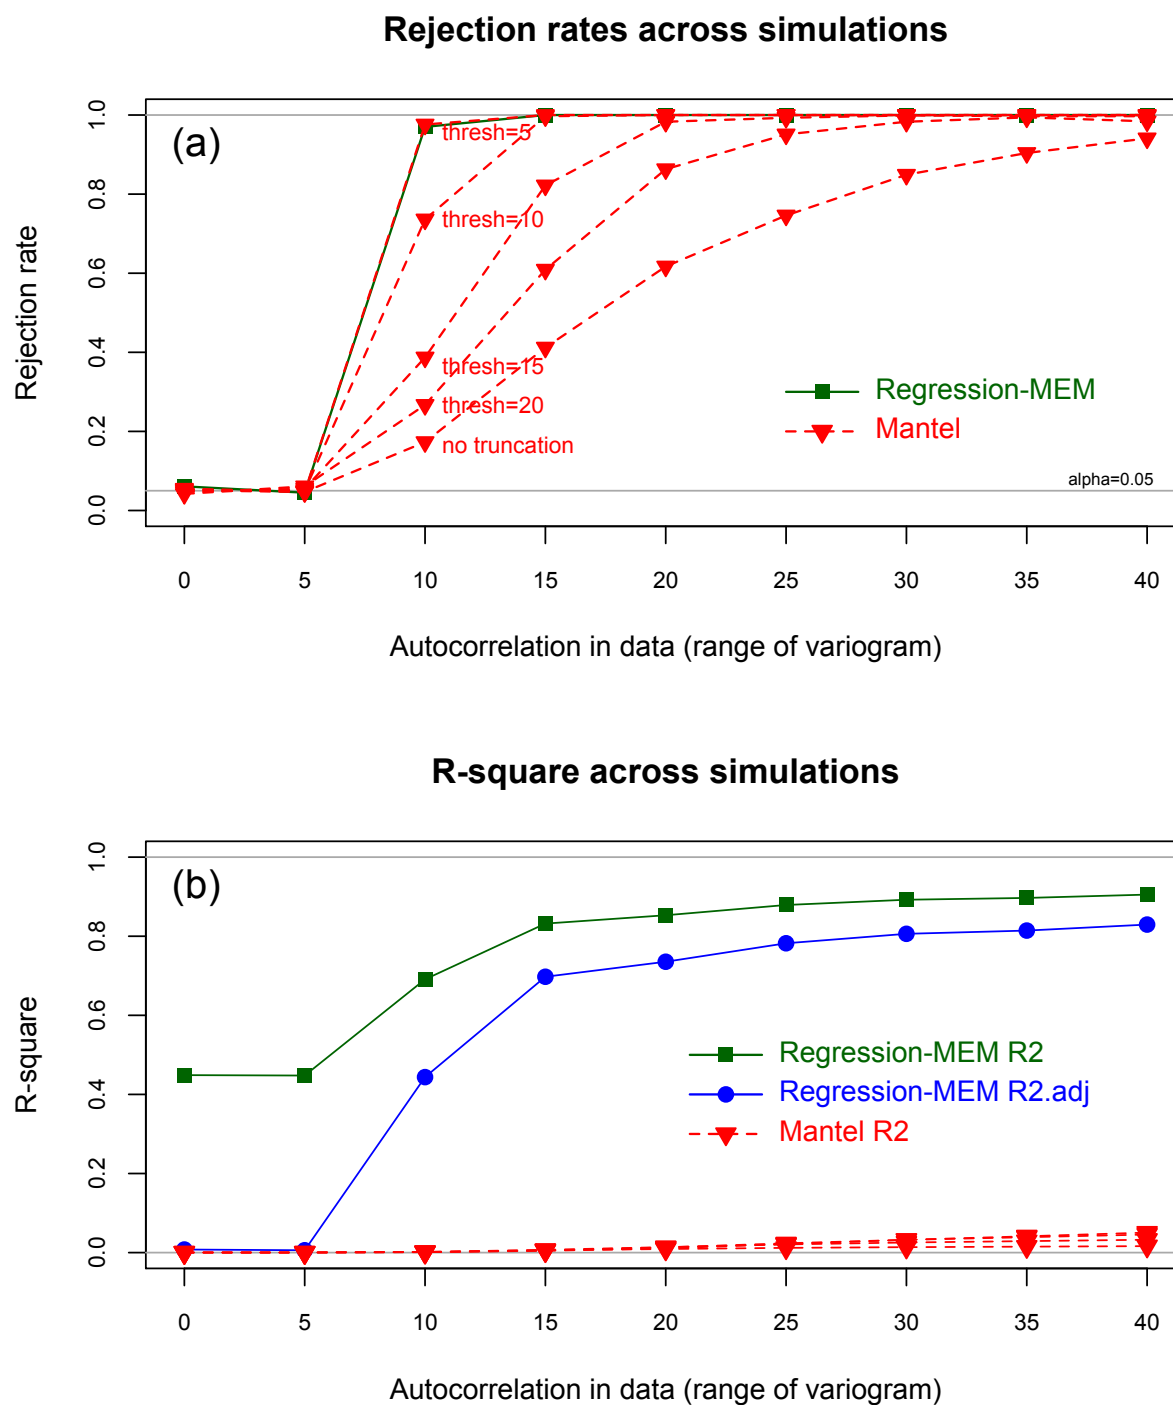 Rejection rates across simulations
(a)
Rejection rate
1.0
0.8
0.6
0.4
0.2
0.0
thresh=5
thresh=10
thresh=15
thresh=20
no truncation
Regression-MEM
Mantel
alpha=0.05
0 5 10 15 20 25 30 35 40
Autocorrelation in data (range of variogram)
R-square across simulations
(b)
R-square
1.0
0.8
0.6
0.4
0.2
0.0
Regression-MEM R2
Regression-MEM R2.adj
Mantel R2
0 5 10 15 20 25 30 35 40
Autocorrelation in data (range of variogram)